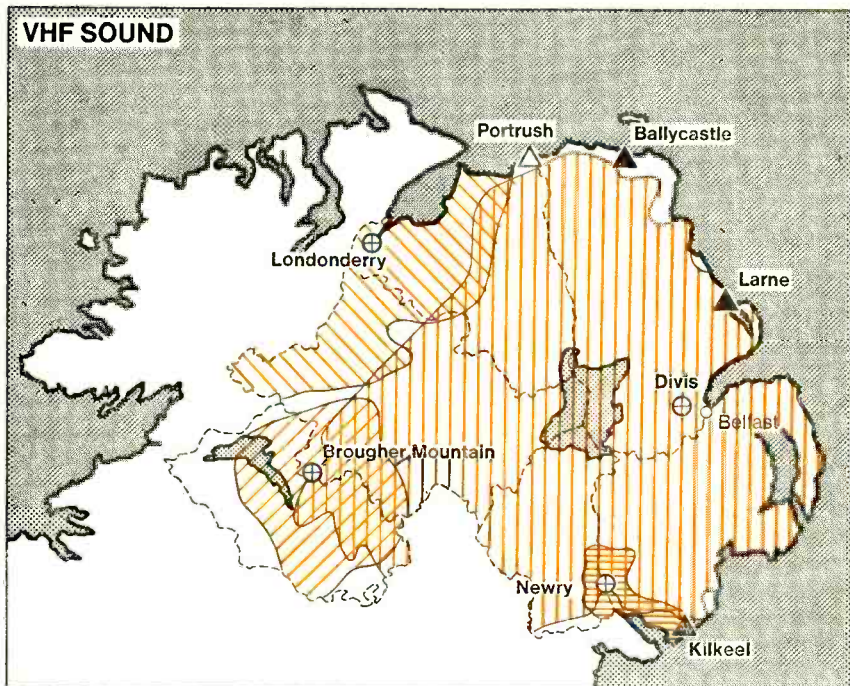 VHF SOUND
Portrush
Ballycastle
Londonderry
Larne
Divis
Belfast
Brougher Mountain
Newry
Kilkeel